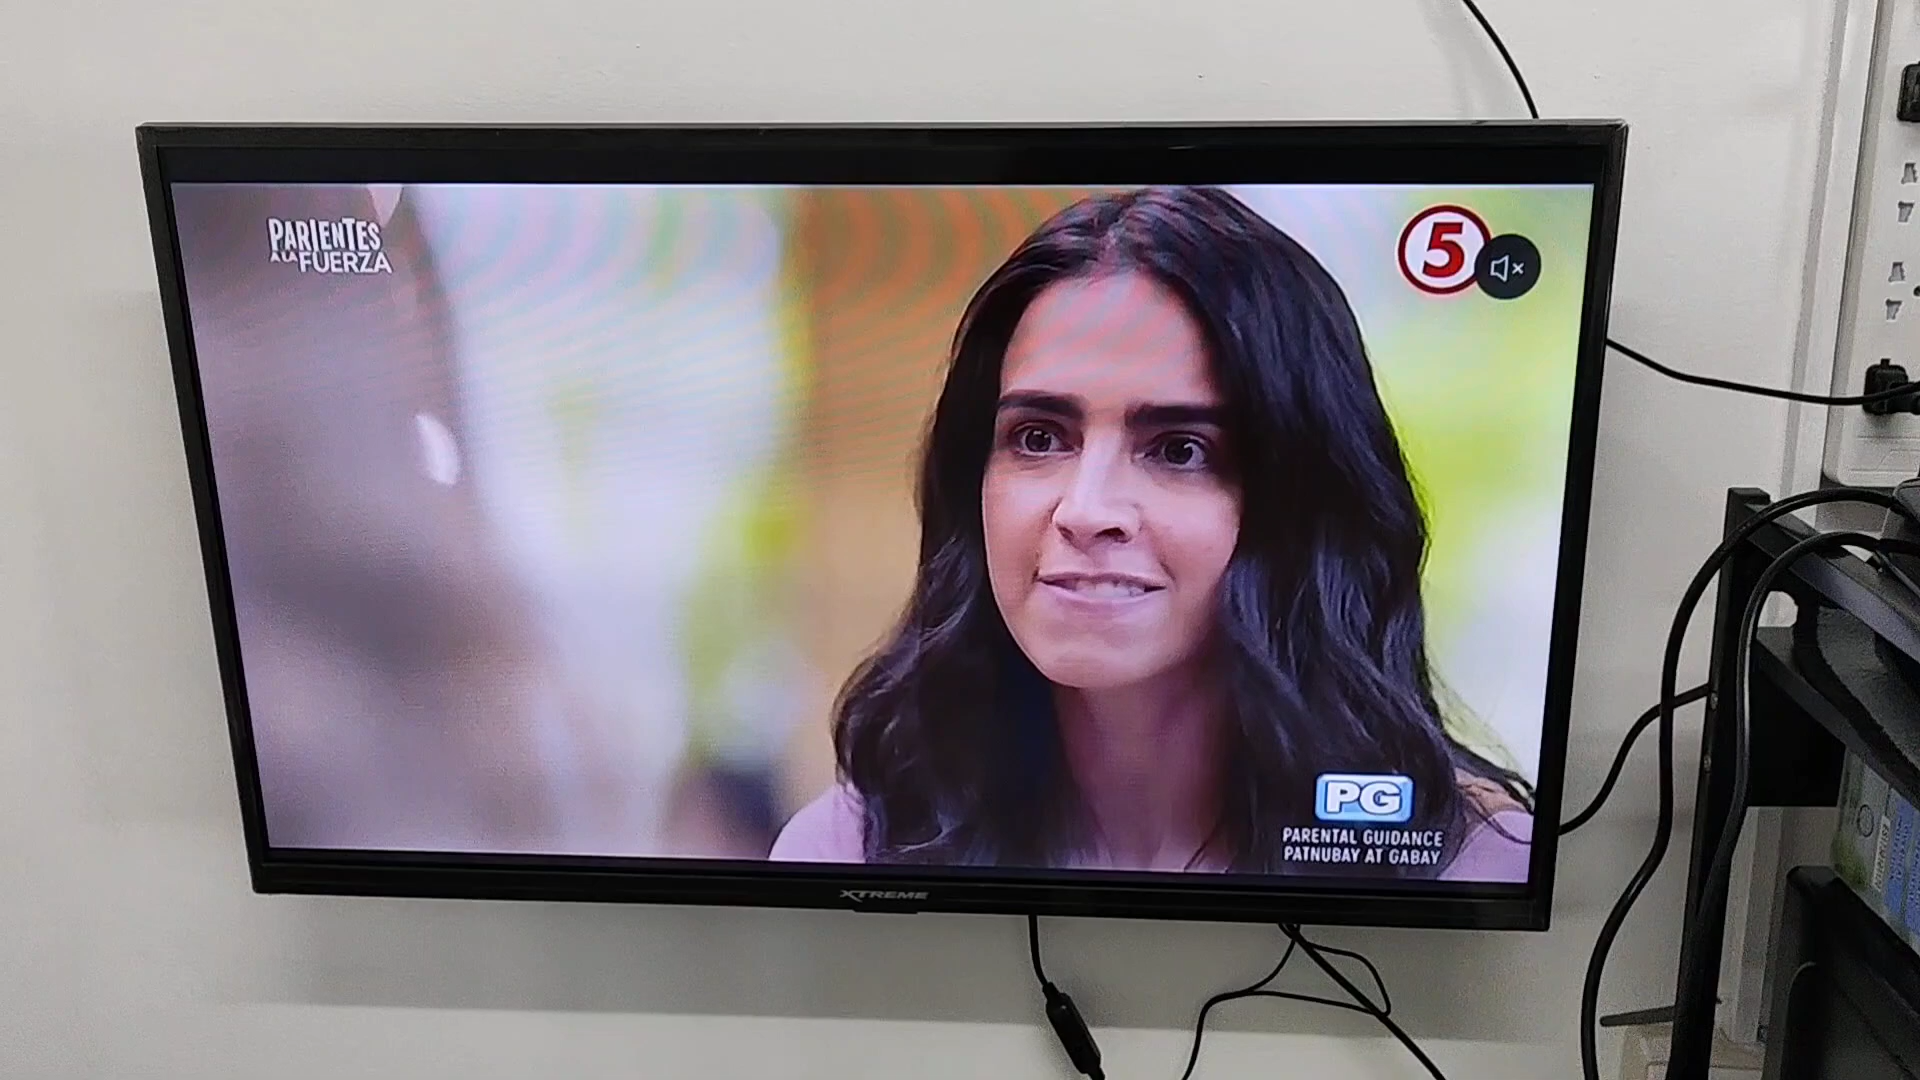 PARIENTES
A LA FUERZA
5
PG
PARENTAL GUIDANCE
PATNUBAY AT GABAY
XTREME